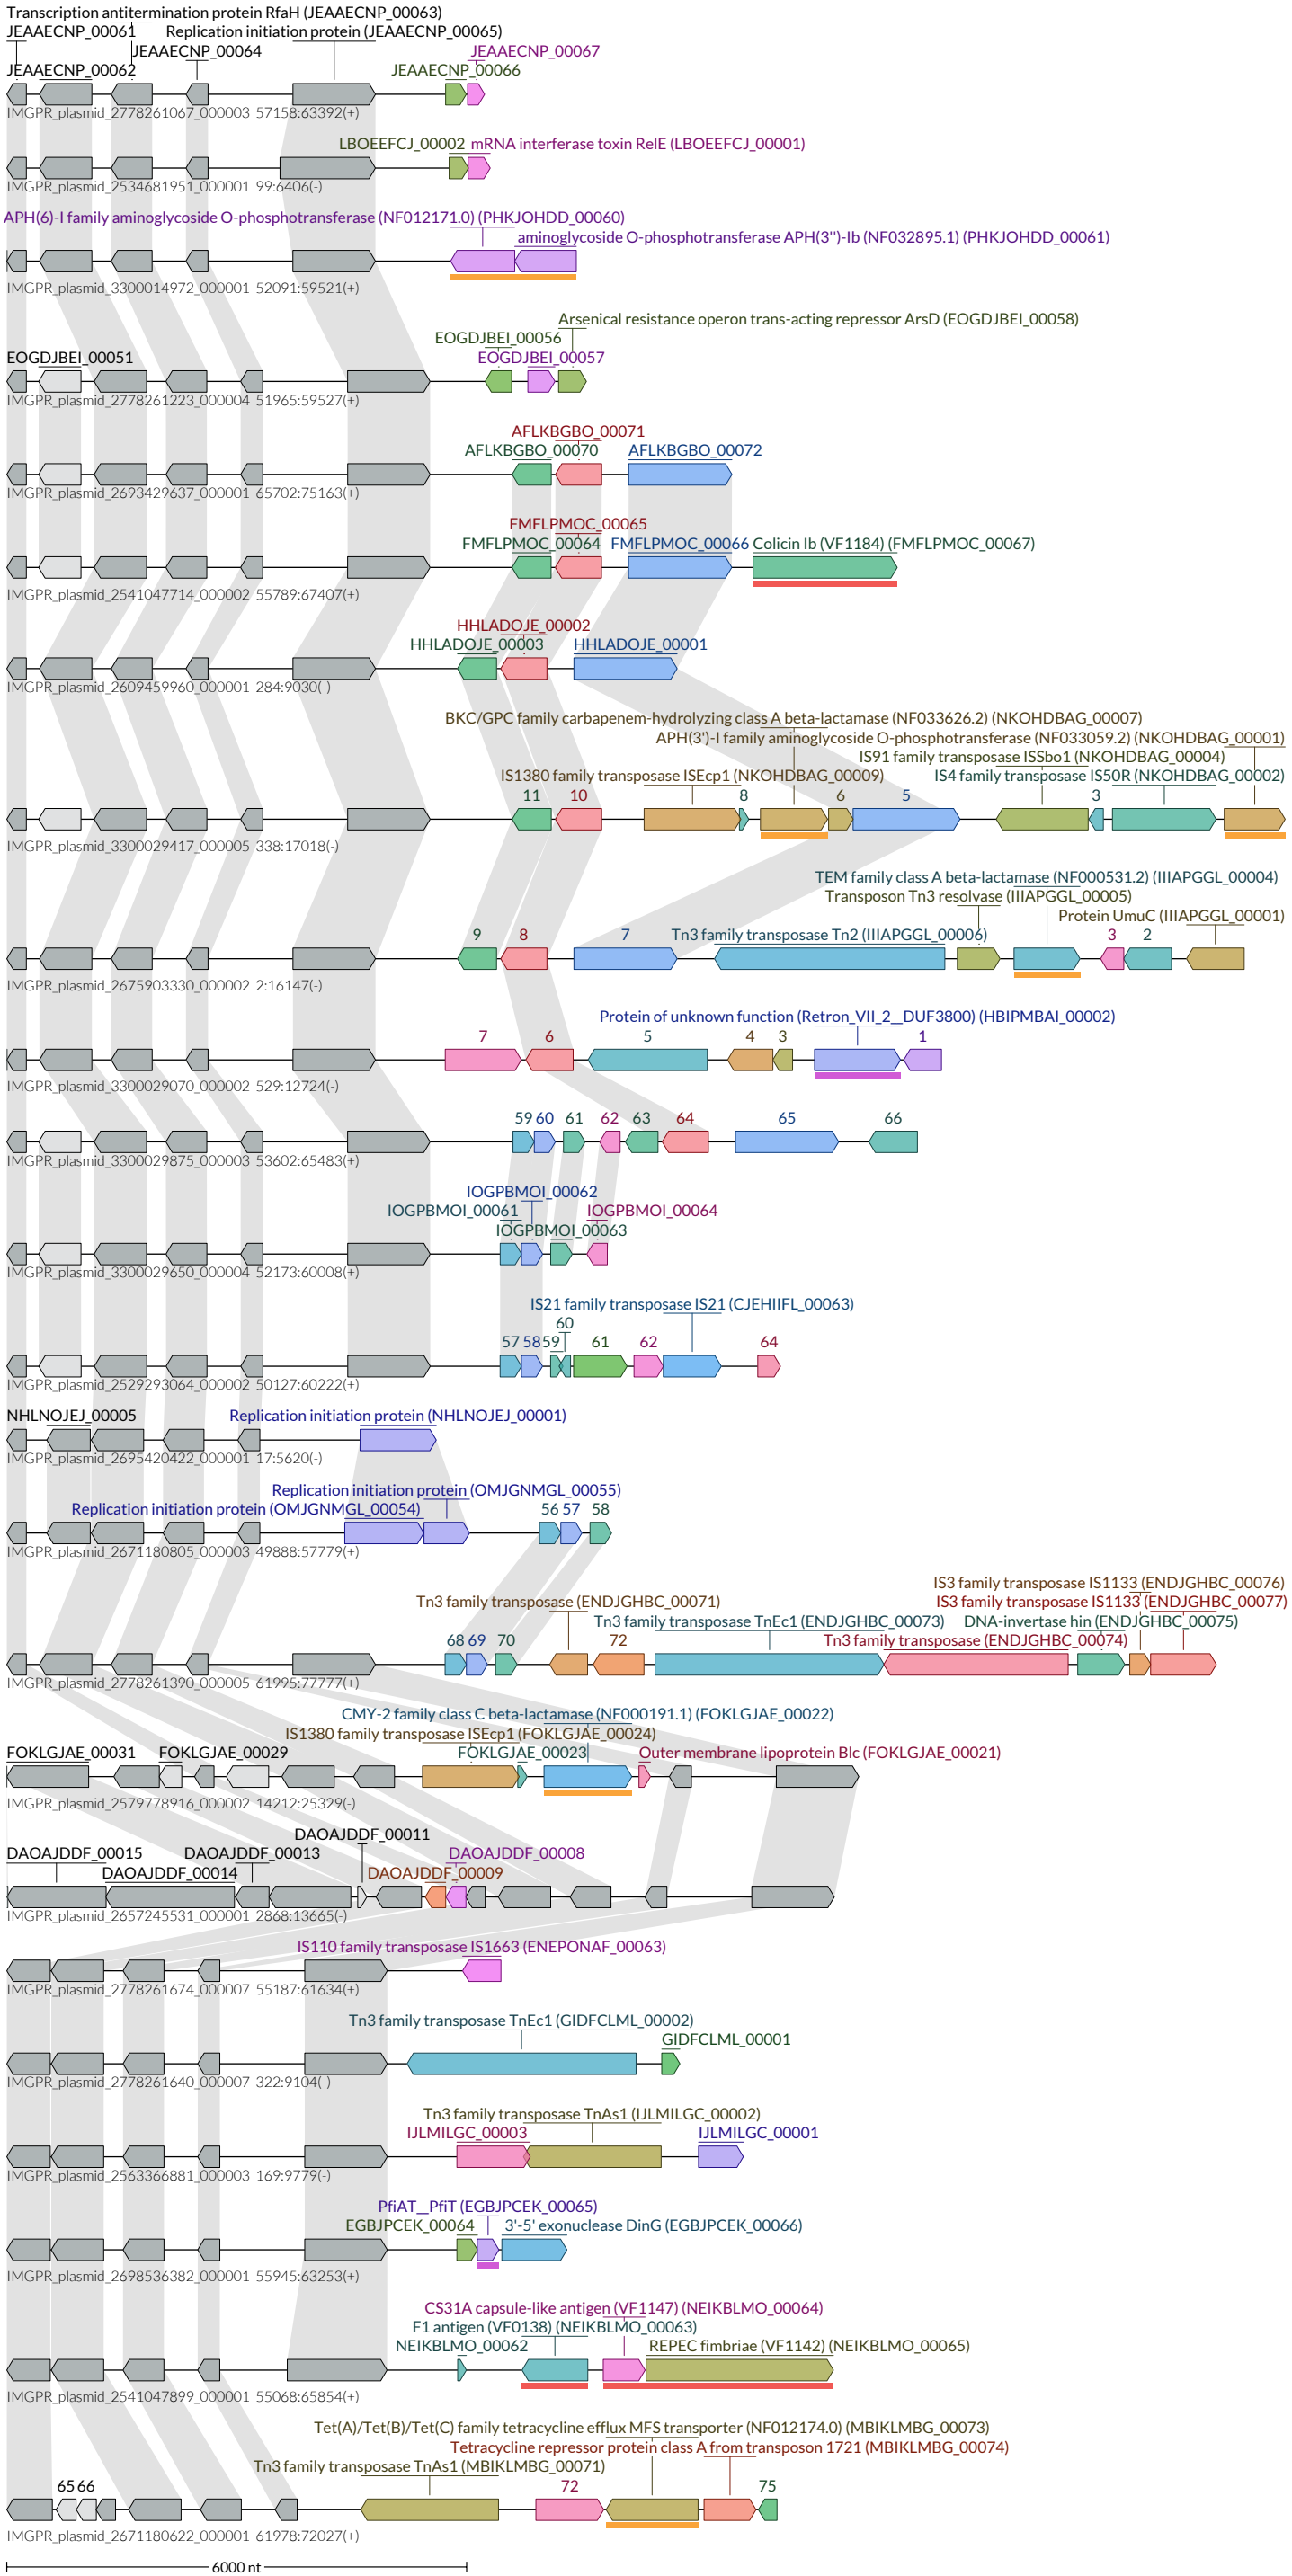 Transcription antitermination protein RfaH (JEAAECNP_00063)
JEAAECNP_00061 Replication initiation protein (JEAAECNP_00065)
JEAAECNP_00064 JEAAECNP_00067
JEAAECNP_00062 JEAAECNP_00066
IMGPR_plasmid_2778261067_000003 57158:63392(+)
LBOEEFCJ_00002 mRNA interferase toxin RelE (LBOEEFCJ_00001)
IMGPR_plasmid_2534681951_000001 99:6406(-)
APH(6)-I family aminoglycoside O-phosphotransferase (NF012171.0) (PHKJOHDD_00060)
aminoglycoside O-phosphotransferase APH(3'')-Ib (NF032895.1) (PHKJOHDD_00061)
IMGPR_plasmid_3300014972_000001 52091:59521(+)
Arsenical resistance operon trans-acting repressor ArsD (EOGDJBEI_00058)
EOGDJBEI_00056
EOGDJBEI_00051 EOGDJBEI_00057
IMGPR_plasmid_2778261223_000004 51965:59527(+)
AFLKBGBO_00071
AFLKBGBO_00070 AFLKBGBO_00072
IMGPR_plasmid_2693429637_000001 65702:75163(+)
FMFLPMOC_00065
FMFLPMOC_00064 FMFLPMOC_00066 Colicin Ib (VF1184) (FMFLPMOC_00067)
IMGPR_plasmid_2541047714_000002 55789:67407(+)
HHLADOJE_00002
HHLADOJE_00003 HHLADOJE_00001
IMGPR_plasmid_2609459960_000001 284:9030(-)
BKC/GPC family carbapenem-hydrolyzing class A beta-lactamase (NF033626.2) (NKOHDBAG_00007)
APH(3')-I family aminoglycoside O-phosphotransferase (NF033059.2) (NKOHDBAG_00001)
IS91 family transposase ISSbo1 (NKOHDBAG_00004)
IS1380 family transposase ISEcp1 (NKOHDBAG_00009) IS4 family transposase IS50R (NKOHDBAG_00002)
11 10 8 6 5 3
IMGPR_plasmid_3300029417_000005 338:17018(-)
TEM family class A beta-lactamase (NF000531.2) (IIIAPGGL_00004)
Transposon Tn3 resolvase (IIIAPGGL_00005)
Protein UmuC (IIIAPGGL_00001)
9 8 7 Tn3 family transposase Tn2 (IIIAPGGL_00006) 3 2
IMGPR_plasmid_2675903330_000002 2:16147(-)
Protein of unknown function (Retron_VII_2__DUF3800) (HBIPMBAI_00002)
7 6 5 4 3 1
IMGPR_plasmid_3300029070_000002 529:12724(-)
59 60 61 62 63 64 65 66
IMGPR_plasmid_3300029875_000003 53602:65483(+)
IOGPBMOI_00062
IOGPBMOI_00061 IOGPBMOI_00064
IOGPBMOI_00063
IMGPR_plasmid_3300029650_000004 52173:60008(+)
IS21 family transposase IS21 (CJEHIIFL_00063)
60
57 58 59 61 62 64
IMGPR_plasmid_2529293064_000002 50127:60222(+)
NHLNOJEJ_00005 Replication initiation protein (NHLNOJEJ_00001)
IMGPR_plasmid_2695420422_000001 17:5620(-)
Replication initiation protein (OMJGNMGL_00055)
Replication initiation protein (OMJGNMGL_00054) 56 57 58
IMGPR_plasmid_2671180805_000003 49888:57779(+)
IS3 family transposase IS1133 (ENDJGHBC_00076)
Tn3 family transposase (ENDJGHBC_00071) IS3 family transposase IS1133 (ENDJGHBC_00077)
Tn3 family transposase TnEc1 (ENDJGHBC_00073) DNA-invertase hin (ENDJGHBC_00075)
68 69 70 72 Tn3 family transposase (ENDJGHBC_00074)
IMGPR_plasmid_2778261390_000005 61995:77777(+)
CMY-2 family class C beta-lactamase (NF000191.1) (FOKLGJAE_00022)
IS1380 family transposase ISEcp1 (FOKLGJAE_00024)
FOKLGJAE_00031 FOKLGJAE_00029 FOKLGJAE_00023 Outer membrane lipoprotein Blc (FOKLGJAE_00021)
IMGPR_plasmid_2579778916_000002 14212:25329(-)
DAOAJDDF_00011
DAOAJDDF_00015 DAOAJDDF_00013 DAOAJDDF_00008
DAOAJDDF_00014 DAOAJDDF_00009
IMGPR_plasmid_2657245531_000001 2868:13665(-)
IS110 family transposase IS1663 (ENEPONAF_00063)
IMGPR_plasmid_2778261674_000007 55187:61634(+)
Tn3 family transposase TnEc1 (GIDFCLML_00002)
GIDFCLML_00001
IMGPR_plasmid_2778261640_000007 322:9104(-)
Tn3 family transposase TnAs1 (IJLMILGC_00002)
IJLMILGC_00003 IJLMILGC_00001
IMGPR_plasmid_2563366881_000003 169:9779(-)
PfiAT__PfiT (EGBJPCEK_00065)
EGBJPCEK_00064 3'-5' exonuclease DinG (EGBJPCEK_00066)
IMGPR_plasmid_2698536382_000001 55945:63253(+)
CS31A capsule-like antigen (VF1147) (NEIKBLMO_00064)
F1 antigen (VF0138) (NEIKBLMO_00063)
NEIKBLMO_00062 REPEC fimbriae (VF1142) (NEIKBLMO_00065)
IMGPR_plasmid_2541047899_000001 55068:65854(+)
Tet(A)/Tet(B)/Tet(C) family tetracycline efflux MFS transporter (NF012174.0) (MBIKLMBG_00073)
Tetracycline repressor protein class A from transposon 1721 (MBIKLMBG_00074)
Tn3 family transposase TnAs1 (MBIKLMBG_00071)
65 66 72 75
IMGPR_plasmid_2671180622_000001 61978:72027(+)
6000 nt